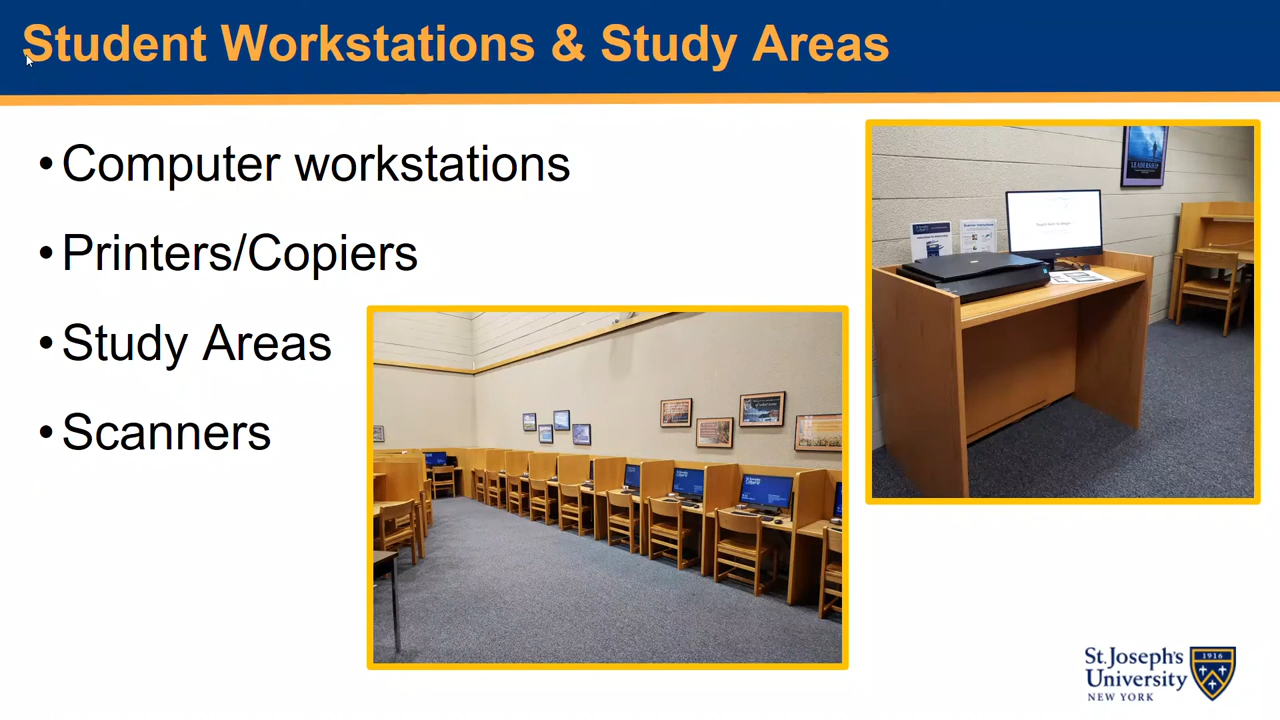 Student Workstations & Study Areas
• Computer workstations
• Printers/Copiers
• Study Areas
• Scanners
LEADERSHIP
St. Joseph's
University
NEW YORK
1916